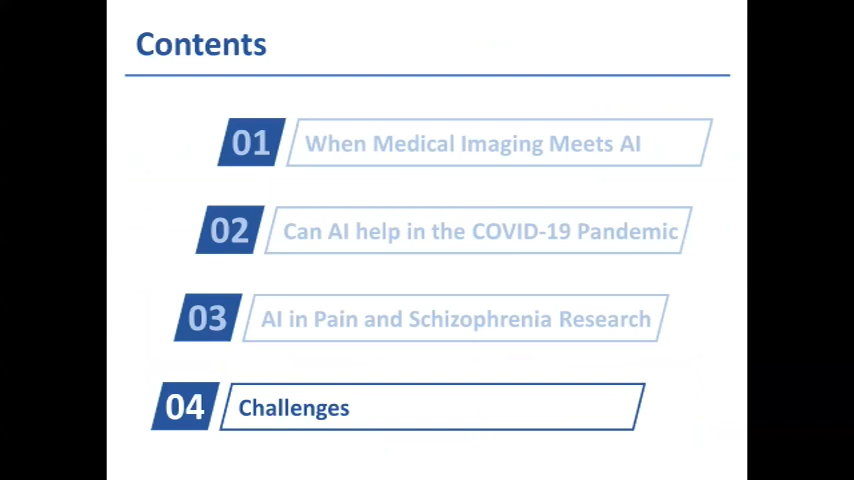 Contents
01 When Medical Imaging Meets AI
02 Can AI help in the COVID-19 Pandemic
03 AI in Pain and Schizophrenia Research
04 Challenges